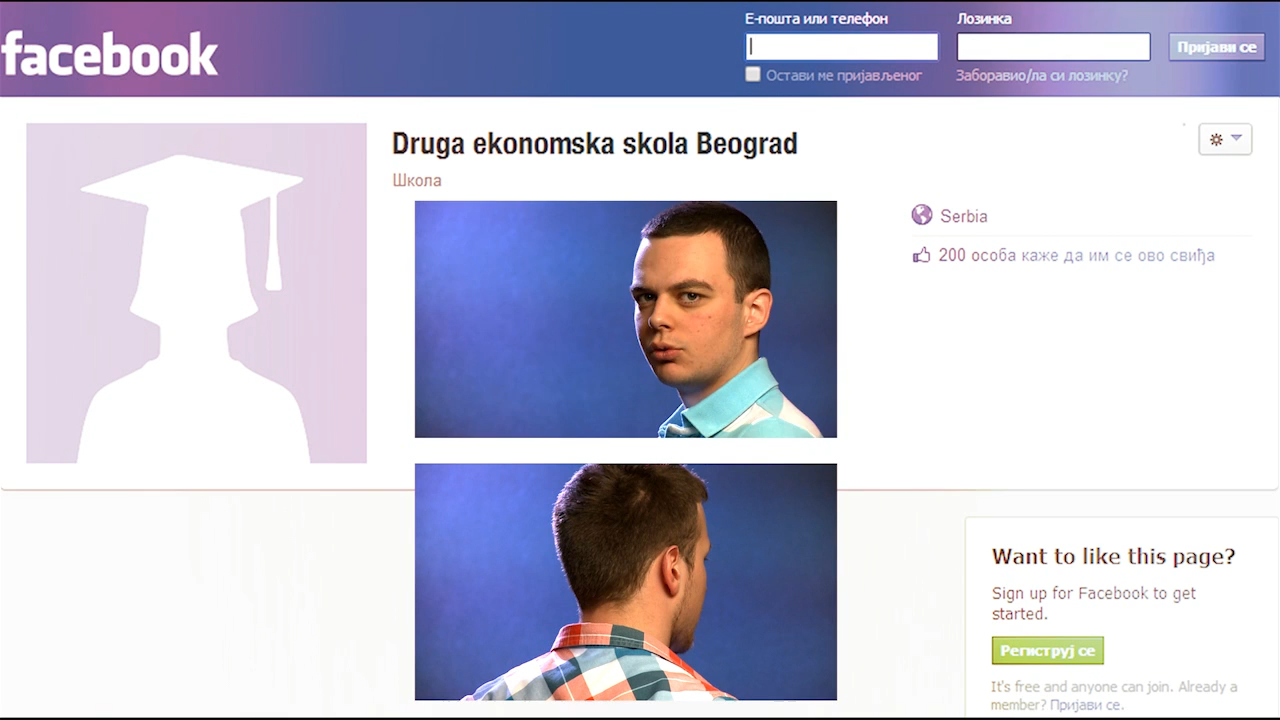 facebook
Е-пошта или телефон
Лозинка
Пријави се
Остави ме пријављеног
Заборавио/ла си лозинку?
Druga ekonomska skola Beograd
Школа
Serbia
200 особа каже да им се ово свиђа
Want to like this page?
Sign up for Facebook to get
started.
Региструј се
It's free and anyone can join. Already a
member? Пријави се.